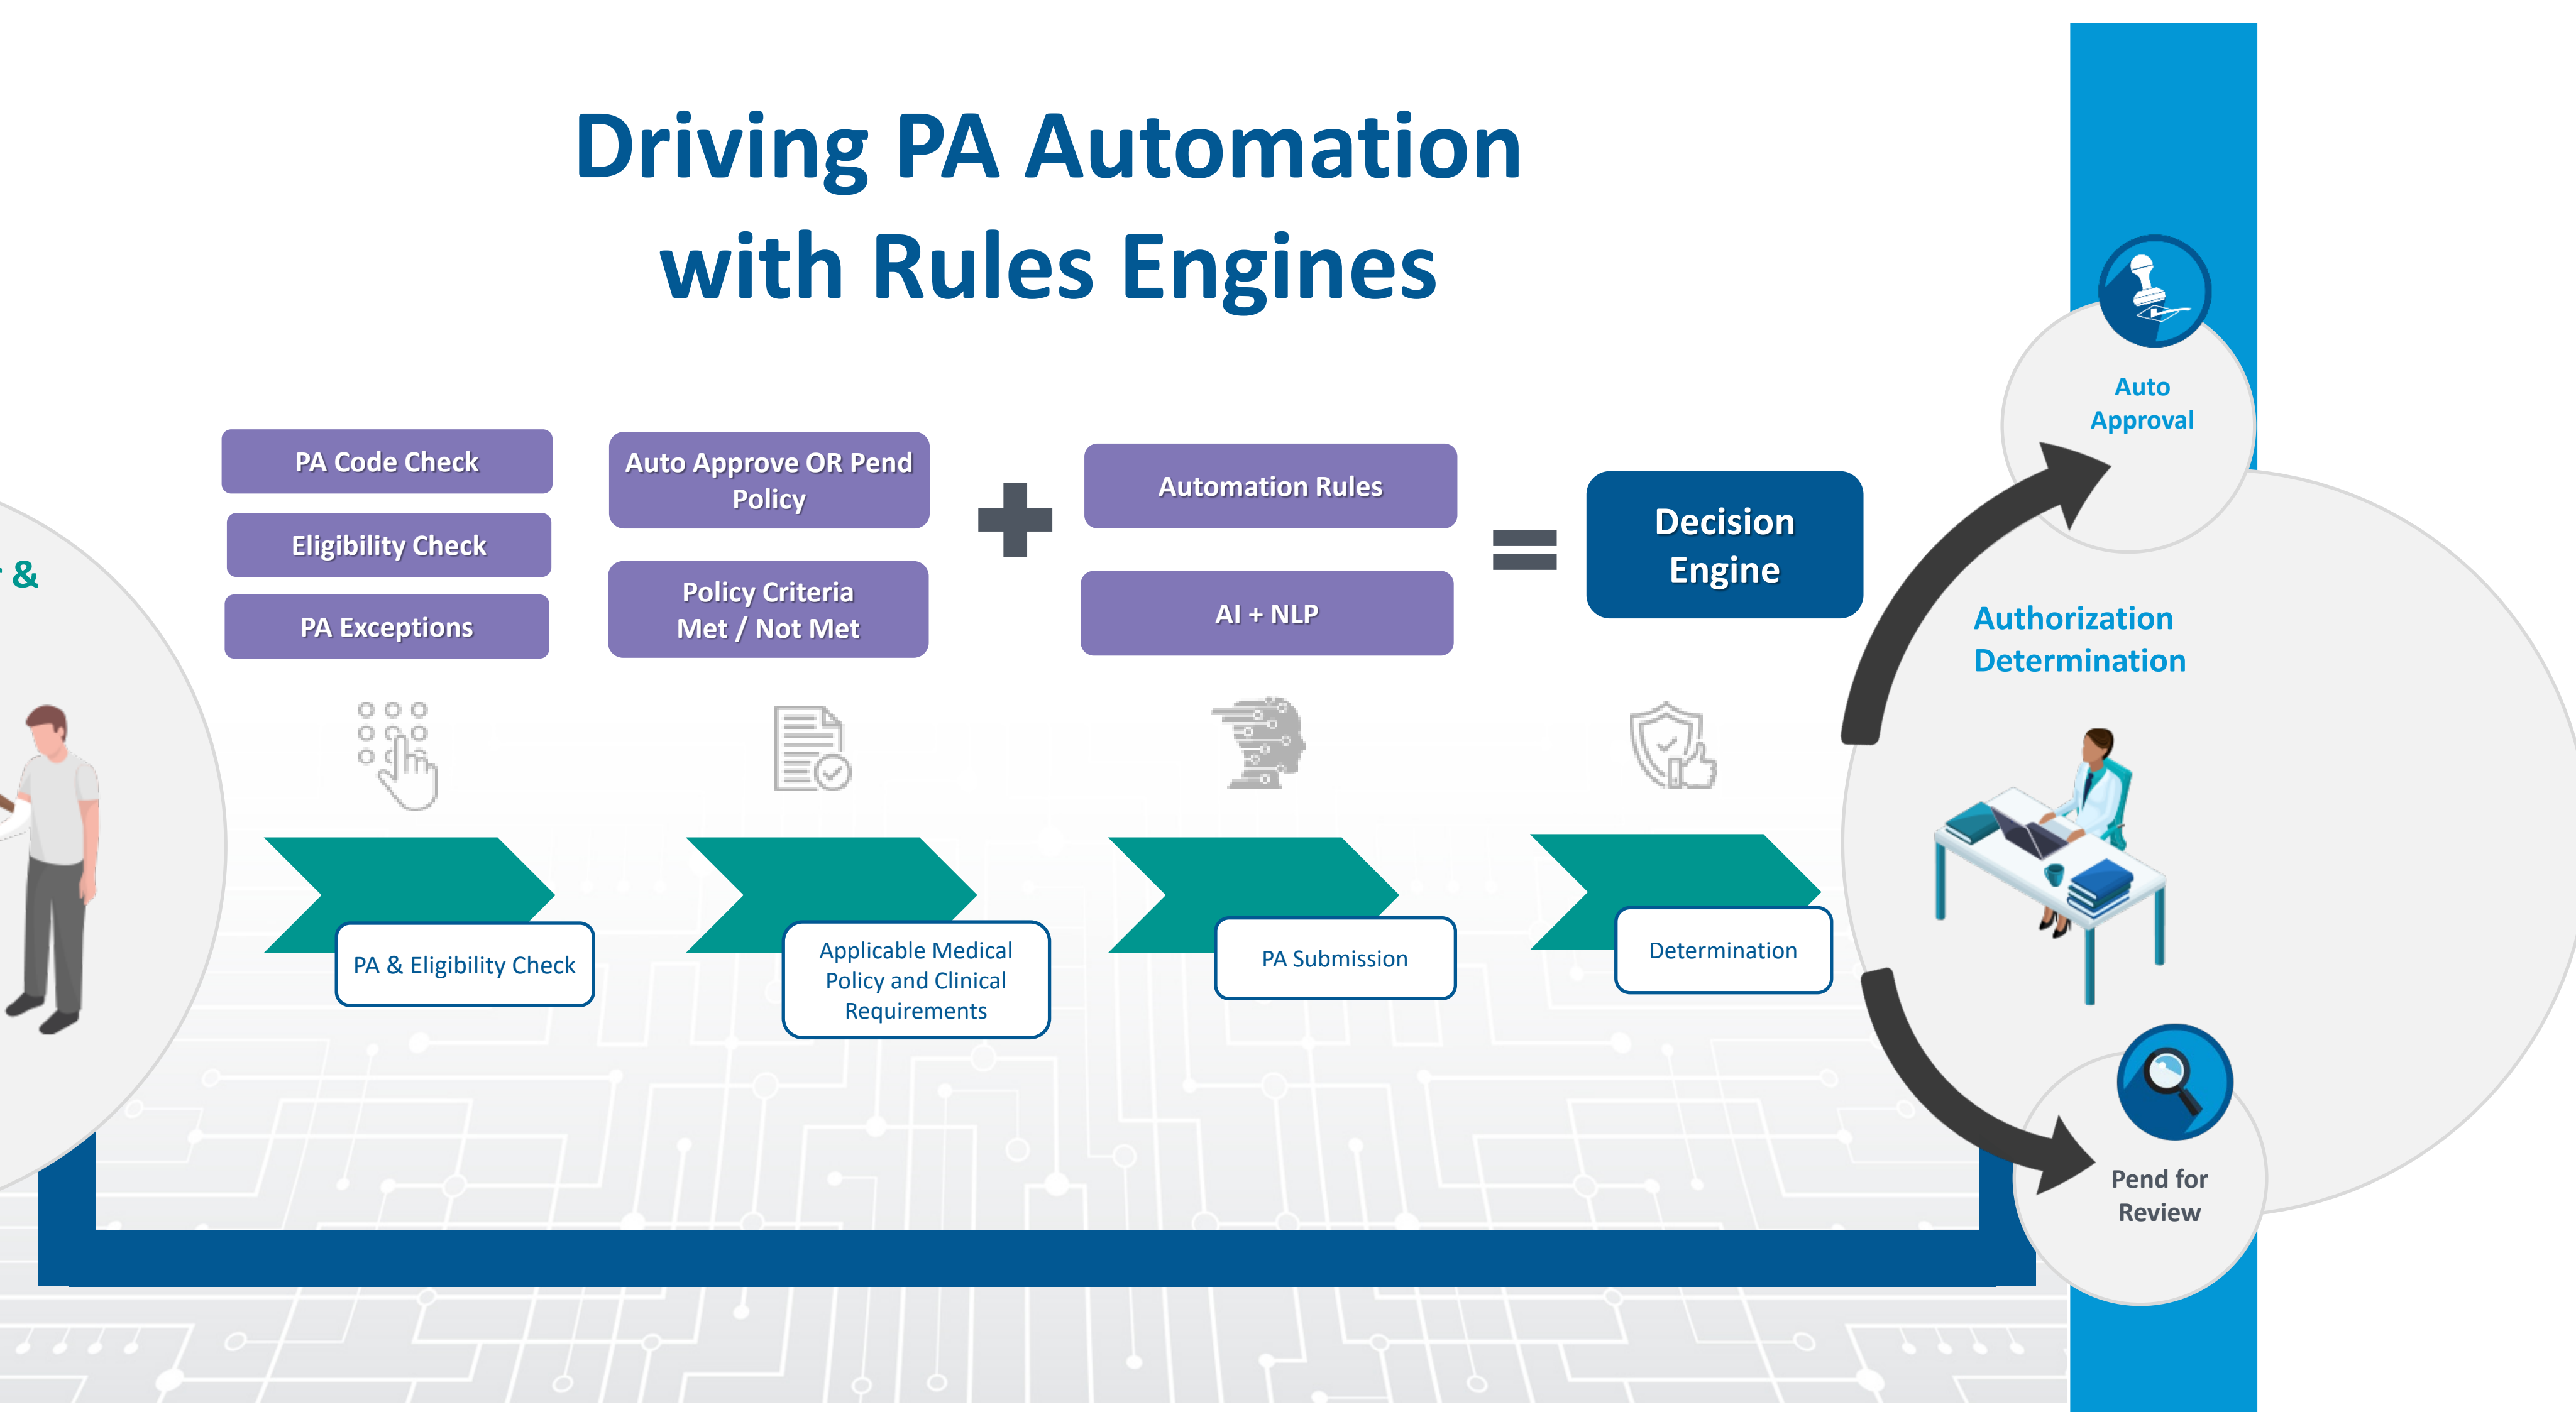 Driving PA Automation
with Rules Engines
&
PA Code Check
Eligibility Check
PA Exceptions
Auto Approve OR Pend
Policy
Policy Criteria
Met / Not Met
+
Automation Rules
AI + NLP
=
Decision
Engine
Auto
Approval
Authorization
Determination
PA & Eligibility Check
Applicable Medical
Policy and Clinical
Requirements
PA Submission
Determination
Pend for
Review